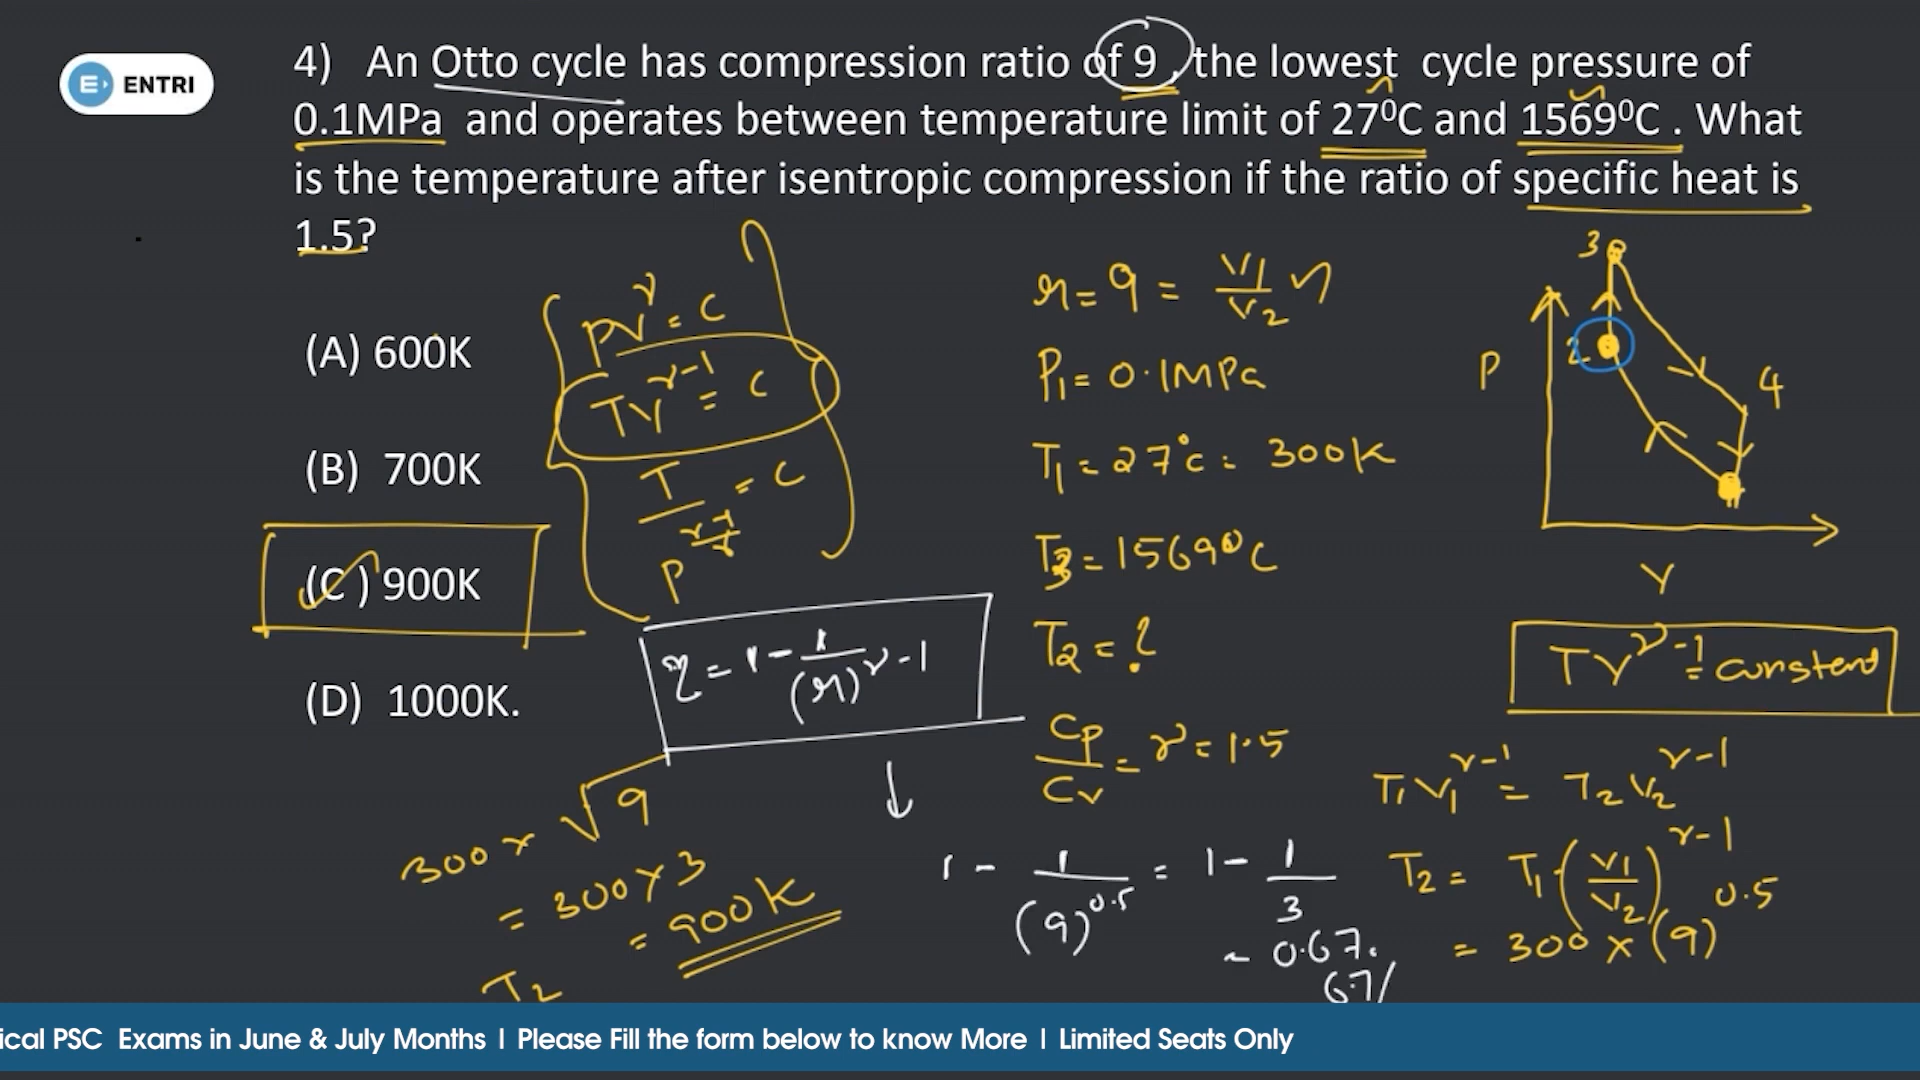 ENTRI
4) An Otto cycle has compression ratio of 9 , the lowest cycle pressure of
0.1MPa and operates between temperature limit of 27⁰C and 1569⁰C . What
is the temperature after isentropic compression if the ratio of specific heat is
1.5?
(A) 600K
(B) 700K
(C) 900K
(D) 1000K.
PV^γ = C
TV^γ-1 = C
T / P^(γ-1/γ) = C
η = 1 - 1/(r)^γ-1
r = 9 = V1/V2
P1 = 0.1MPa
T1 = 27°C = 300K
T3 = 1569⁰C
T2 = ?
Cp/Cv = γ = 1.5
3
2
4
P
V
TV^γ-1 = constant
T1V1^γ-1 = T2V2^γ-1
T2 = T1(V1/V2)^γ-1
= 300 × (9)^0.5
300 × √9
= 300 × 3
= 900K
T2
1 - 1/(9)^0.5 = 1 - 1/3
= 0.67.
ical PSC Exams in June & July Months | Please Fill the form below to know More | Limited Seats Only